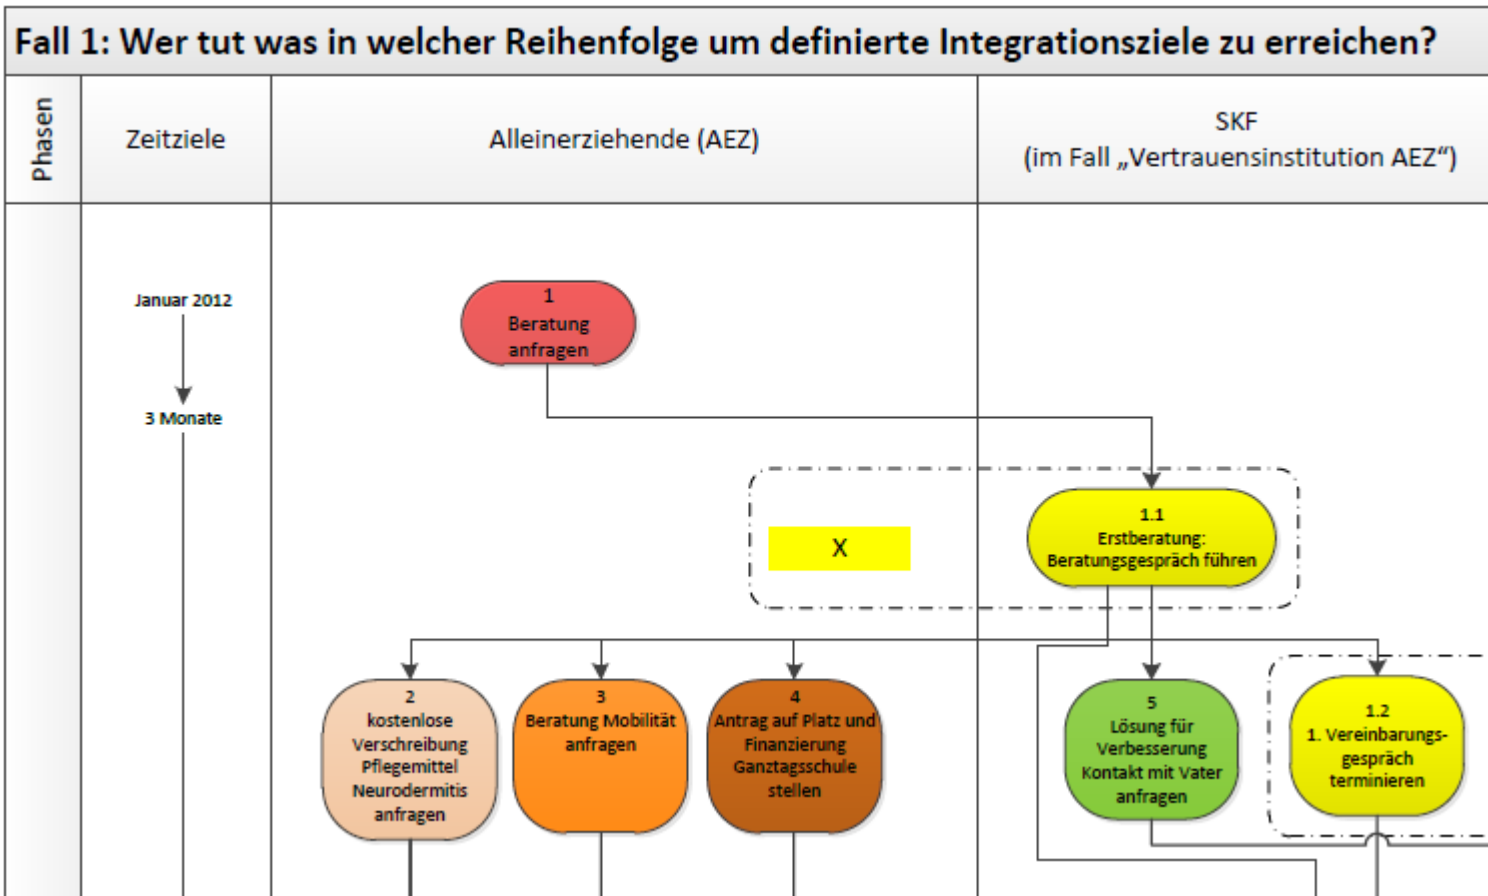 Fall 1: Wer tut was in welcher Reihenfolge um definierte Integrationsziele zu erreichen?
Phasen
Zeitziele
Alleinerziehende (AEZ)
SKF
(im Fall „Vertrauensinstitution AEZ“)
Januar 2012
3 Monate
1
Beratung
anfragen
X
1.1
Erstberatung:
Beratungsgespräch führen
2
kostenlose
Verschreibung
Pflegemittel
Neurodermitis
anfragen
3
Beratung Mobilität
anfragen
4
Antrag auf Platz und
Finanzierung
Ganztagsschule
stellen
5
Lösung für
Verbesserung
Kontakt mit Vater
anfragen
1.2
1. Vereinbarungs-
gespräch
terminieren